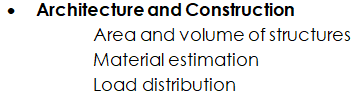 • Architecture and Construction
Area and volume of structures
Material estimation
Load distribution